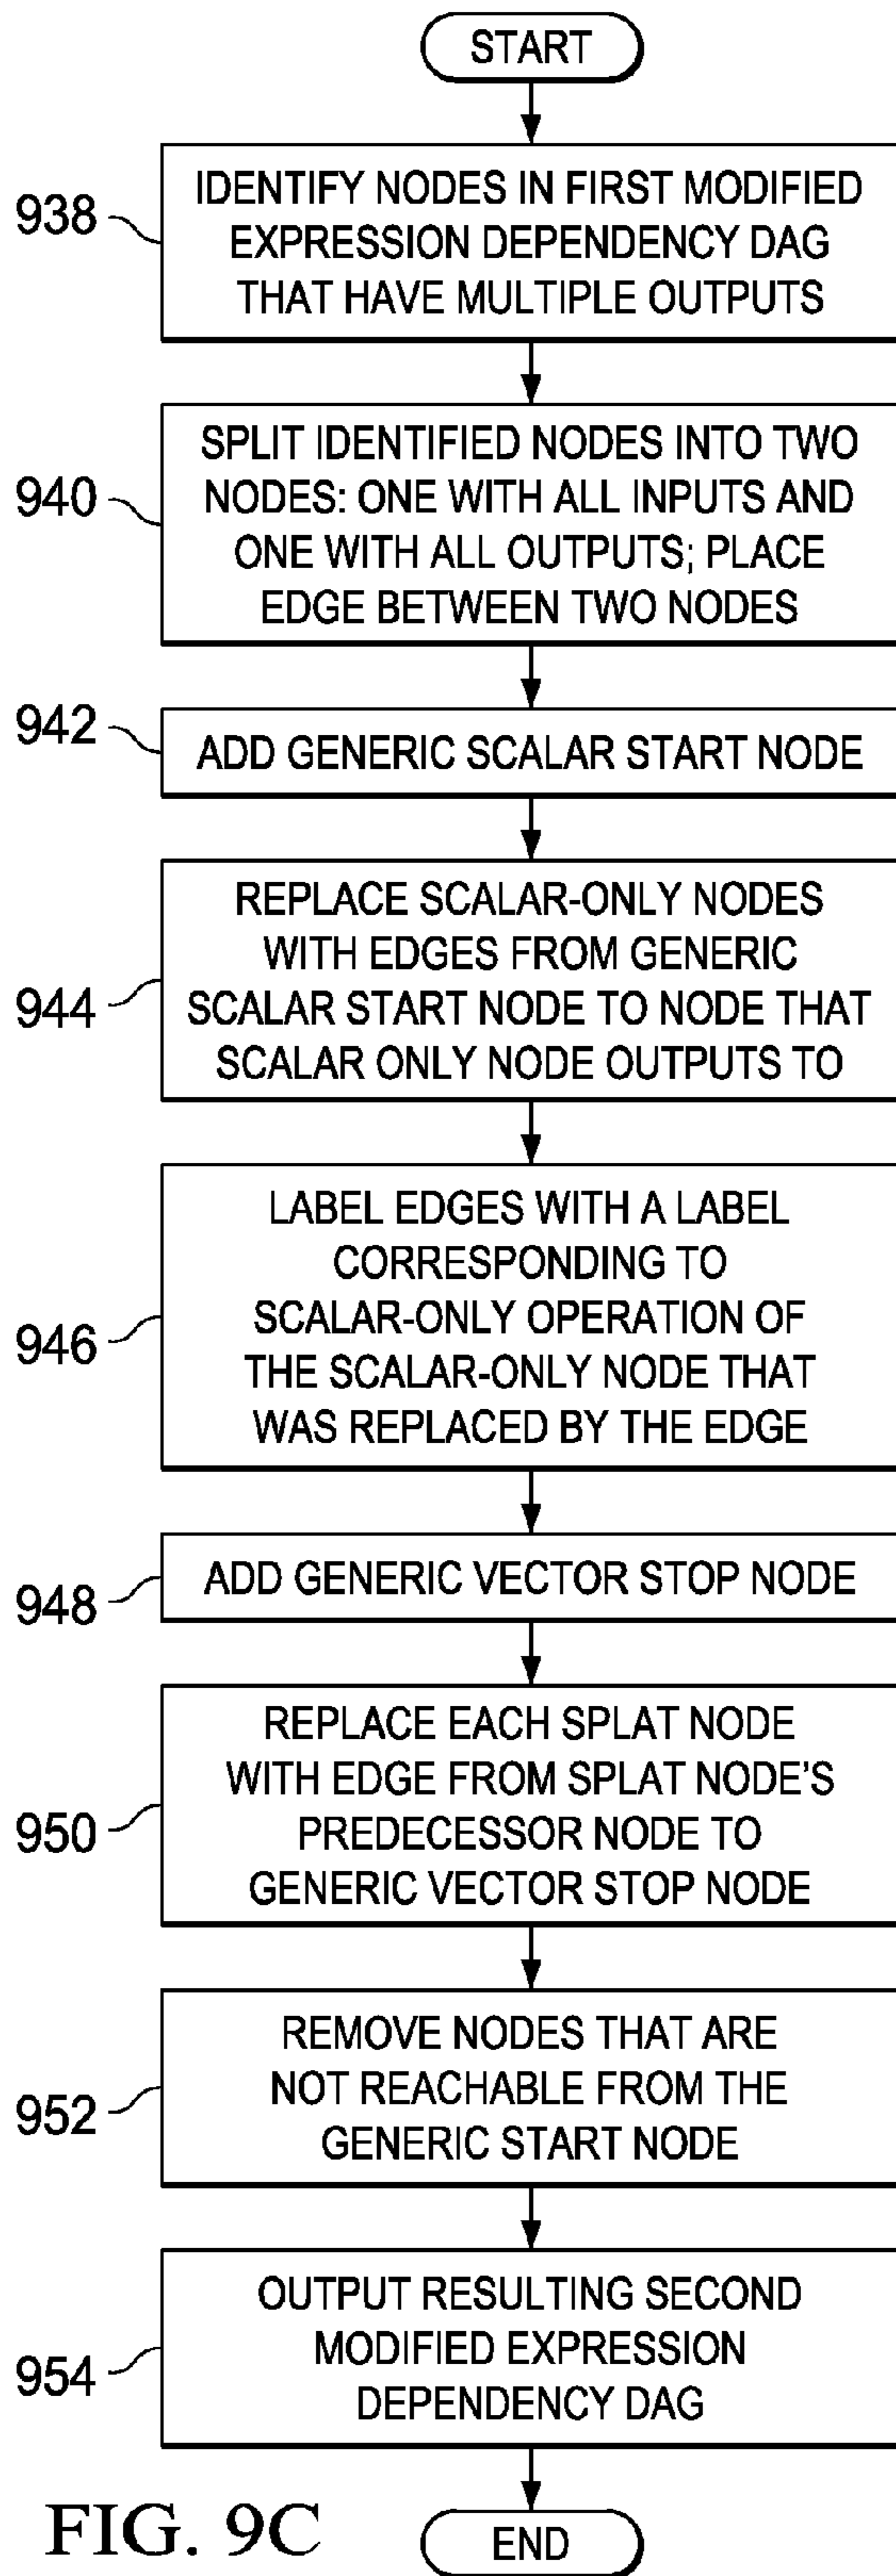 START
938
IDENTIFY NODES IN FIRST MODIFIED
EXPRESSION DEPENDENCY DAG
THAT HAVE MULTIPLE OUTPUTS
940
SPLIT IDENTIFIED NODES INTO TWO
NODES: ONE WITH ALL INPUTS AND
ONE WITH ALL OUTPUTS; PLACE
EDGE BETWEEN TWO NODES
942
ADD GENERIC SCALAR START NODE
944
REPLACE SCALAR-ONLY NODES
WITH EDGES FROM GENERIC
SCALAR START NODE TO NODE THAT
SCALAR ONLY NODE OUTPUTS TO
946
LABEL EDGES WITH A LABEL
CORRESPONDING TO
SCALAR-ONLY OPERATION OF
THE SCALAR-ONLY NODE THAT
WAS REPLACED BY THE EDGE
948
ADD GENERIC VECTOR STOP NODE
950
REPLACE EACH SPLAT NODE
WITH EDGE FROM SPLAT NODE'S
PREDECESSOR NODE TO
GENERIC VECTOR STOP NODE
952
REMOVE NODES THAT ARE
NOT REACHABLE FROM THE
GENERIC START NODE
954
OUTPUT RESULTING SECOND
MODIFIED EXPRESSION
DEPENDENCY DAG
FIG. 9C
END